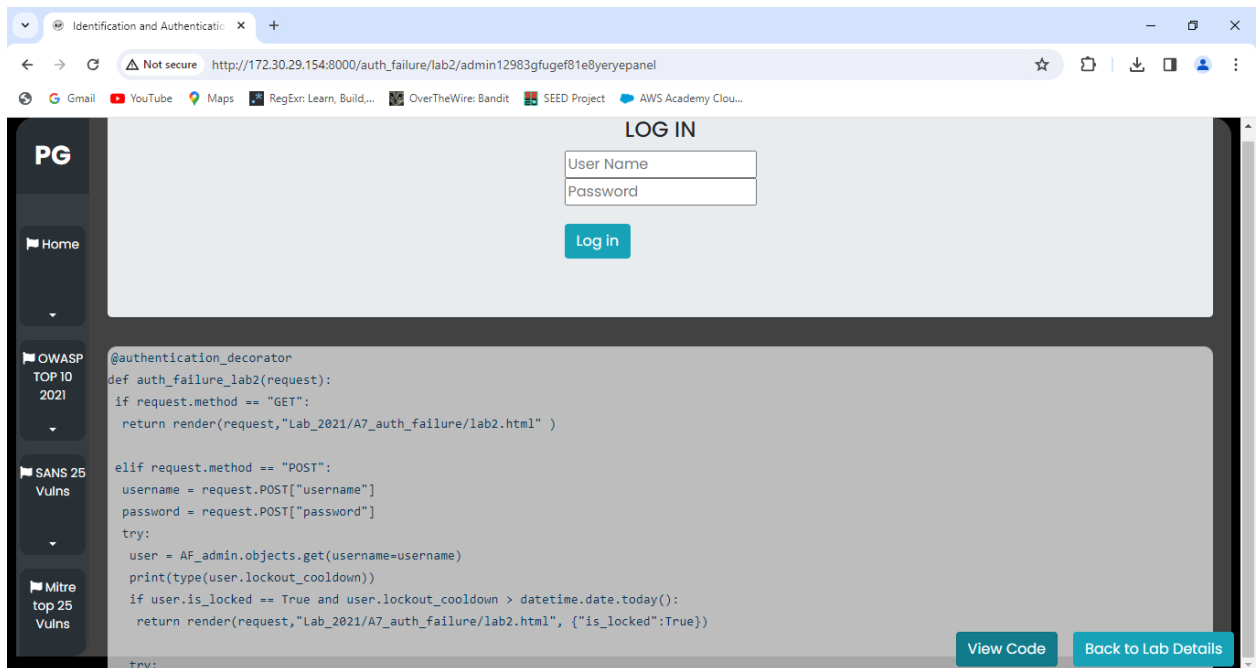 Identification and Authenticatio
Not secure http://172.30.29.154:8000/auth_failure/lab2/admin12983gfugef81e8yeryepanel
Gmail YouTube Maps RegExr: Learn, Build,... OverTheWire: Bandit SEED Project AWS Academy Clou...
PG
Home
OWASP
TOP 10
2021
SANS 25
Vulns
Mitre
top 25
Vulns
LOG IN
User Name
Password
Log in
@authentication_decorator
def auth_failure_lab2(request):
if request.method == "GET":
return render(request,"Lab_2021/A7_auth_failure/lab2.html" )
elif request.method == "POST":
username = request.POST["username"]
password = request.POST["password"]
try:
user = AF_admin.objects.get(username=username)
print(type(user.lockout_cooldown))
if user.is_locked == True and user.lockout_cooldown > datetime.date.today():
return render(request,"Lab_2021/A7_auth_failure/lab2.html", {"is_locked":True})
try:
View Code
Back to Lab Details